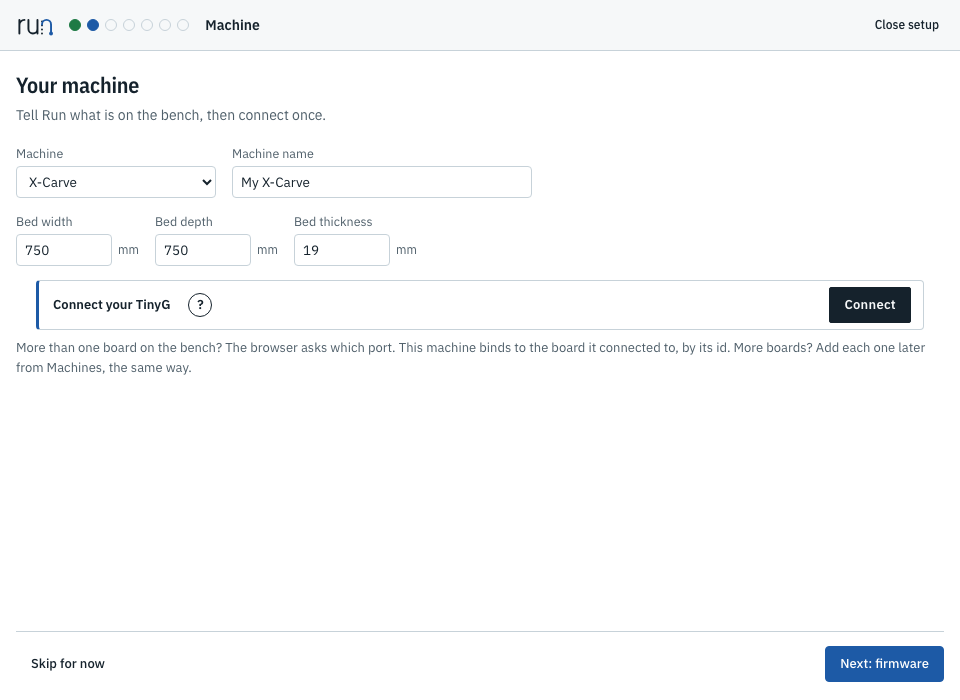 run Machine Close setup
Your machine
Tell Run what is on the bench, then connect once.
Machine Machine name
X-Carve My X-Carve
Bed width Bed depth Bed thickness
750 mm 750 mm 19 mm
Connect your TinyG ? Connect
More than one board on the bench? The browser asks which port. This machine binds to the board it connected to, by its id. More boards? Add each one later
from Machines, the same way.
Skip for now Next: firmware